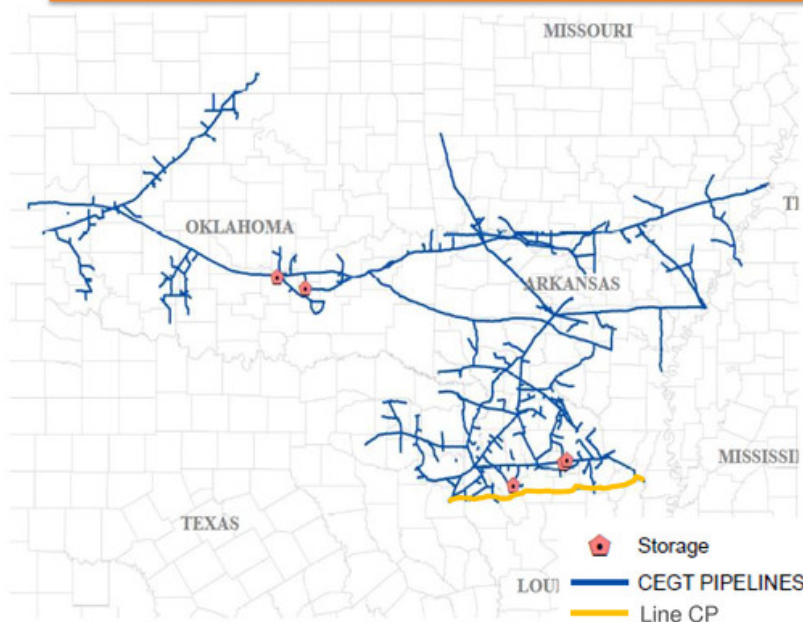 MISSOURI
OKLAHOMA
ARKANSAS
MISSISSI
TEXAS
Storage
LOUI
CEGT PIPELINES
Line CP